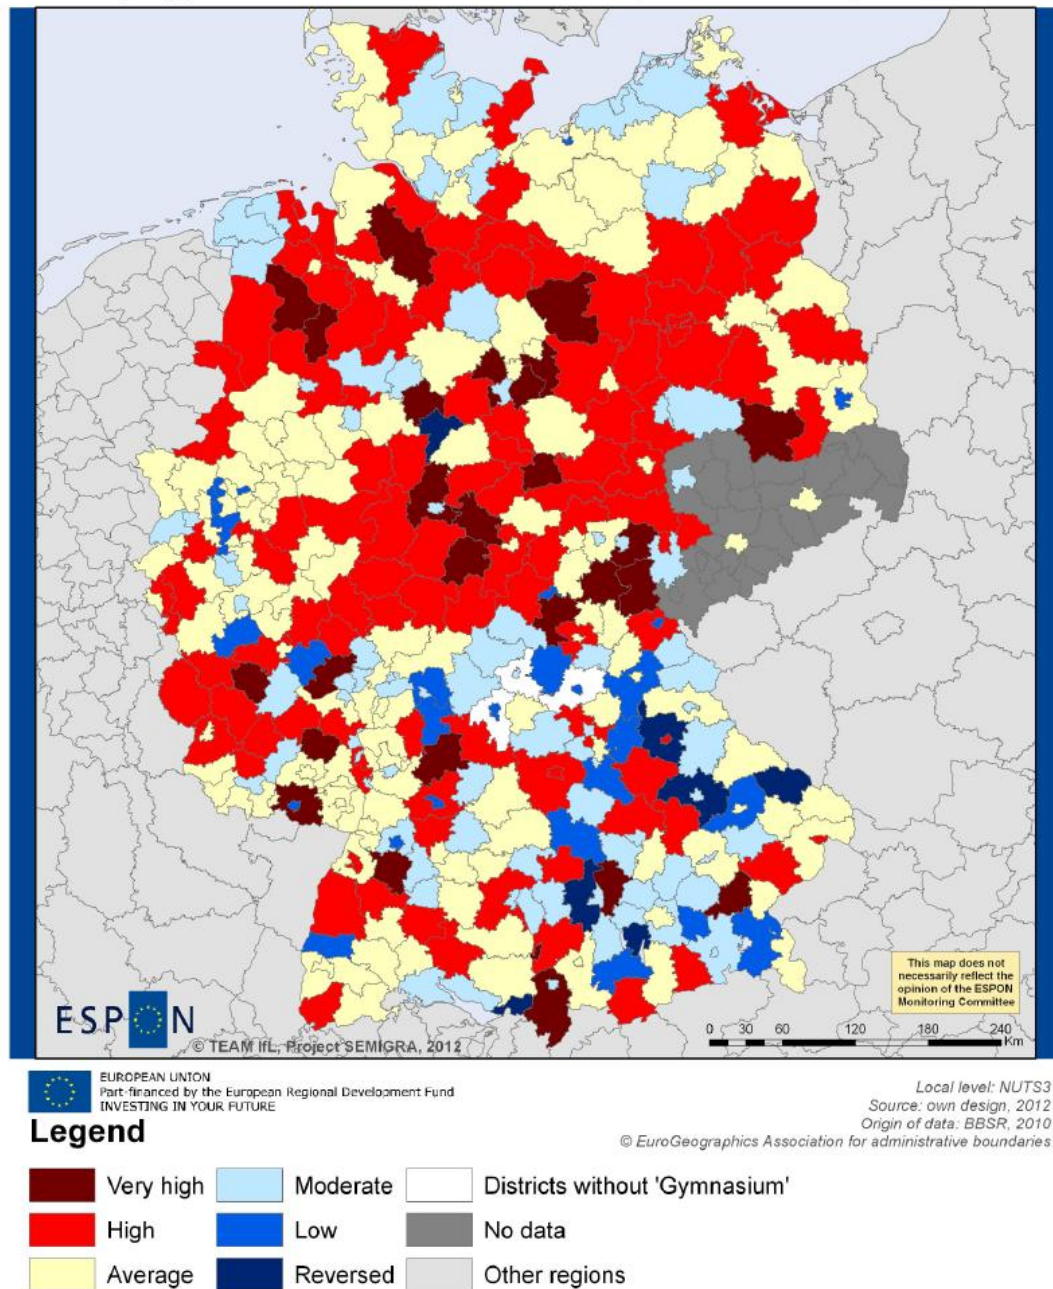 This map does not
necessarily reflect the
opinion of the ESPON
Monitoring Committee
ESPON
© TEAM IfL, Project SEMIGRA, 2012
0 30 60 120 180 240
Km
EUROPEAN UNION
Part-financed by the European Regional Development Fund
INVESTING IN YOUR FUTURE
Local level: NUTS3
Source: own design, 2012
Origin of data: BBSR, 2010
© EuroGeographics Association for administrative boundaries
Legend
Very high
High
Average
Moderate
Low
Reversed
Districts without 'Gymnasium'
No data
Other regions